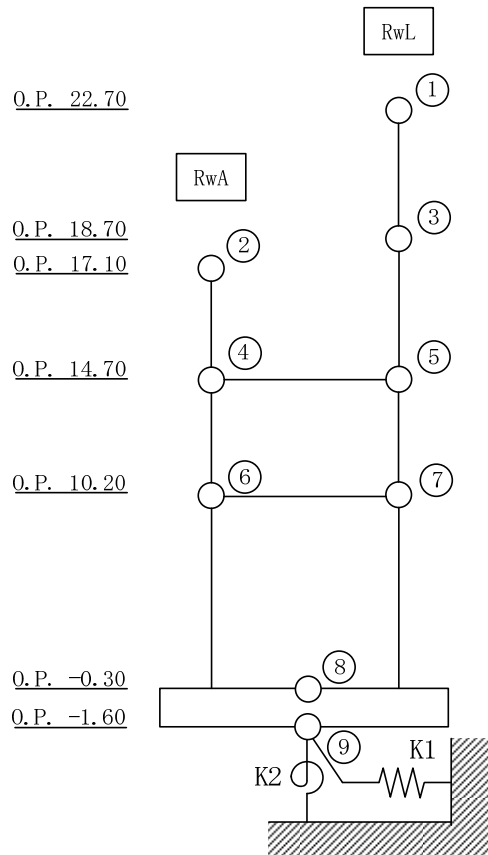 RwL
①
O.P. 22.70
RwA
③
O.P. 18.70
②
O.P. 17.10
④
⑤
O.P. 14.70
⑥
⑦
O.P. 10.20
⑧
O.P. -0.30
O.P. -1.60
⑨
K1
K2